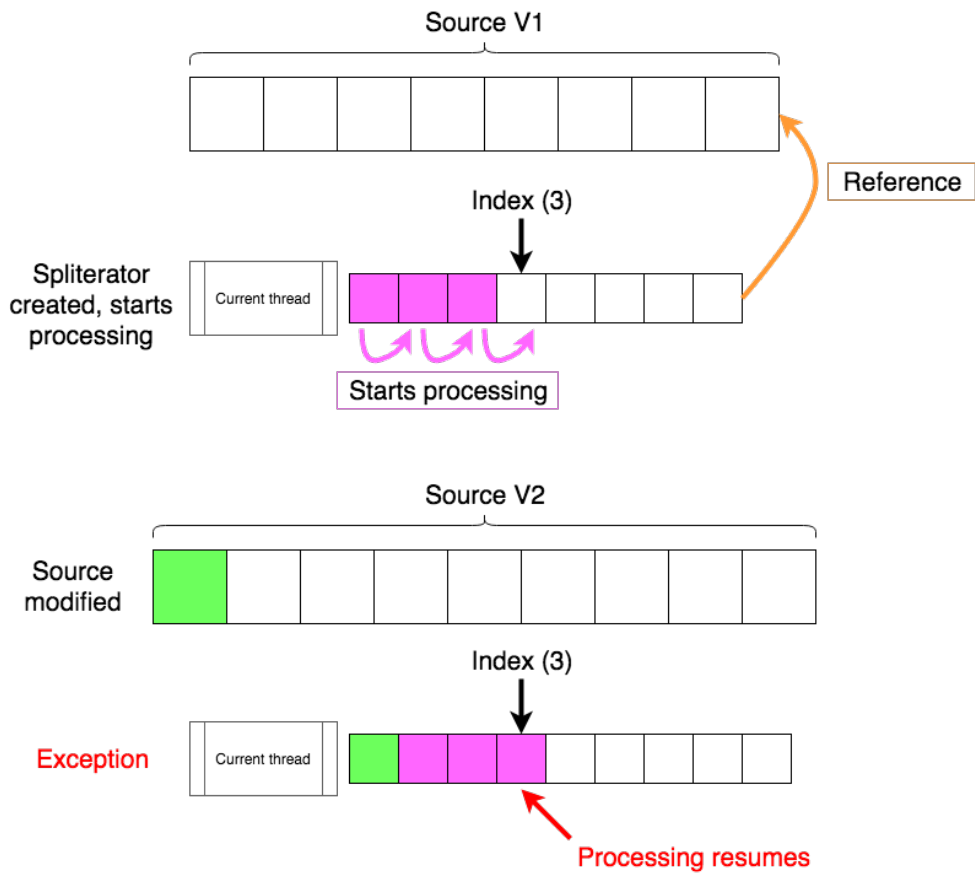 Source V1
Reference
Index (3)
Spliterator
created, starts
processing
Current thread
Starts processing
Source V2
Source
modified
Index (3)
Exception
Current thread
Processing resumes